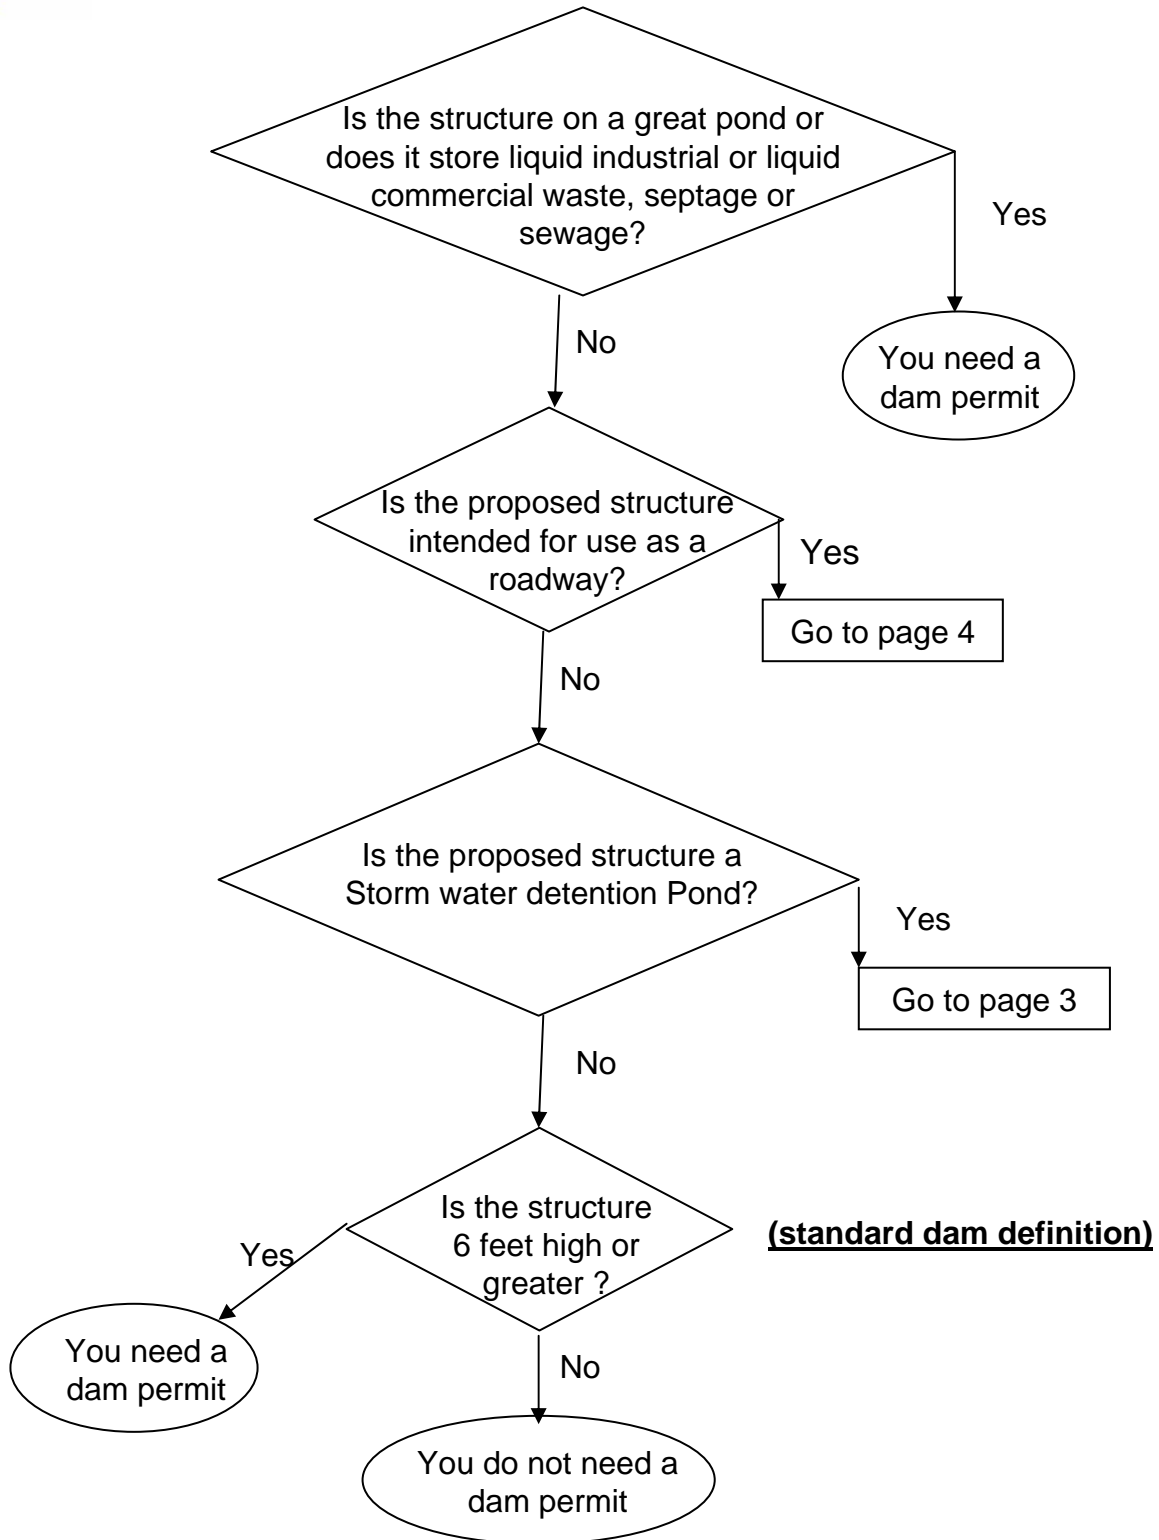 Is the structure on a great pond or
does it store liquid industrial or liquid
commercial waste, septage or
sewage?
Yes
No
You need a
dam permit
Is the proposed structure
intended for use as a
roadway?
Yes
Go to page 4
No
Is the proposed structure a
Storm water detention Pond?
Yes
Go to page 3
No
Is the structure
6 feet high or
greater ?
(standard dam definition)
Yes
You need a
dam permit
No
You do not need a
dam permit